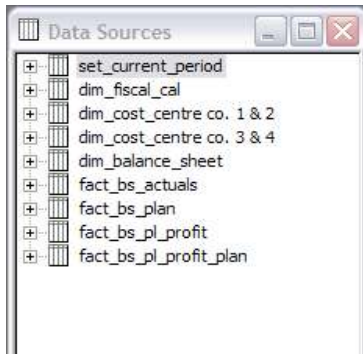 Data Sources
set_current_period
dim_fiscal_cal
dim_cost_centre co. 1 & 2
dim_cost_centre co. 3 & 4
dim_balance_sheet
fact_bs_actuals
fact_bs_plan
fact_bs_pl_profit
fact_bs_pl_profit_plan